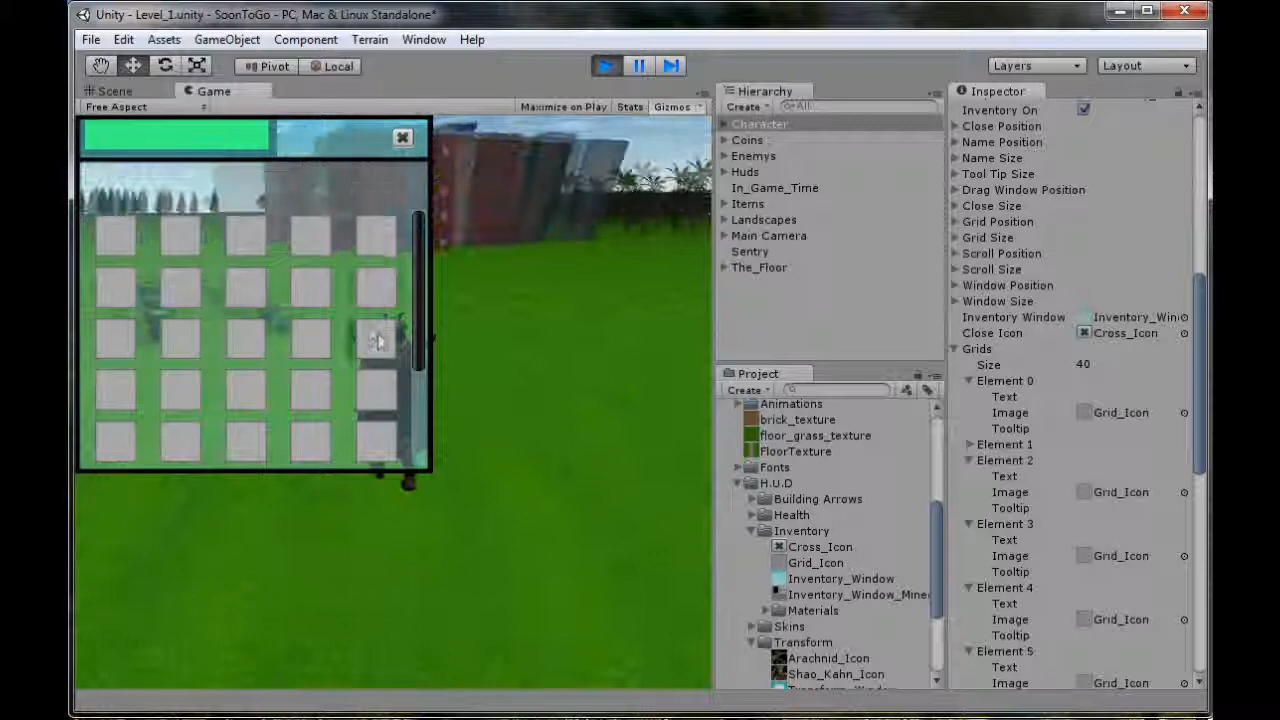 Unity - Level_1.unity - SoonToGo - PC, Mac & Linux Standalone*
File Edit Assets GameObject Component Terrain Window Help
Pivot Local Layers Layout
Scene Game
Free Aspect Maximize on Play Stats Gizmos
Hierarchy
Create All
Character
Coins
Enemys
Huds
In_Game_Time
Items
Landscapes
Main Camera
Sentry
The_Floor
Project
Create
Animations
brick_texture
floor_grass_texture
FloorTexture
Fonts
H.U.D
Building Arrows
Health
Inventory
Cross_Icon
Grid_Icon
Inventory_Window
Inventory_Window_Mine
Materials
Skins
Transform
Arachnid_Icon
Shao_Kahn_Icon
Inspector
Inventory On
Close Position
Name Position
Name Size
Tool Tip Size
Drag Window Position
Close Size
Grid Position
Grid Size
Scroll Position
Scroll Size
Window Position
Window Size
Inventory Window Inventory_Win
Close Icon Cross_Icon
Grids
Size 40
Element 0
Text
Image Grid_Icon
Tooltip
Element 1
Element 2
Text
Image Grid_Icon
Tooltip
Element 3
Text
Image Grid_Icon
Tooltip
Element 4
Text
Image Grid_Icon
Tooltip
Element 5
Text
Image Grid_Icon